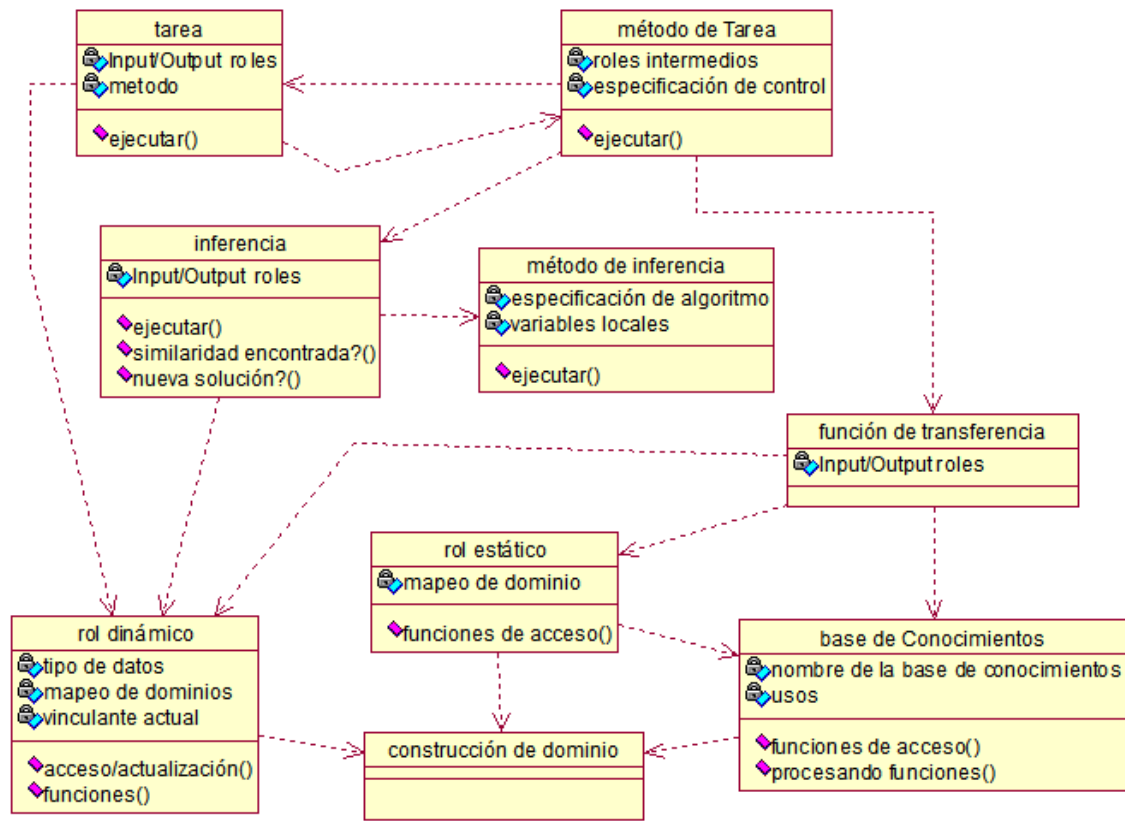 tarea
Input/Output roles
metodo
ejecutar()
método de Tarea
roles intermedios
especificación de control
ejecutar()
inferencia
Input/Output roles
ejecutar()
similaridad encontrada?()
nueva solución?()
método de inferencia
especificación de algoritmo
variables locales
ejecutar()
función de transferencia
Input/Output roles
rol estático
mapeo de dominio
funciones de acceso()
rol dinámico
tipo de datos
mapeo de dominios
vinculante actual
acceso/actualización()
funciones()
base de Conocimientos
nombre de la base de conocimientos
usos
funciones de acceso()
procesando funciones()
construcción de dominio